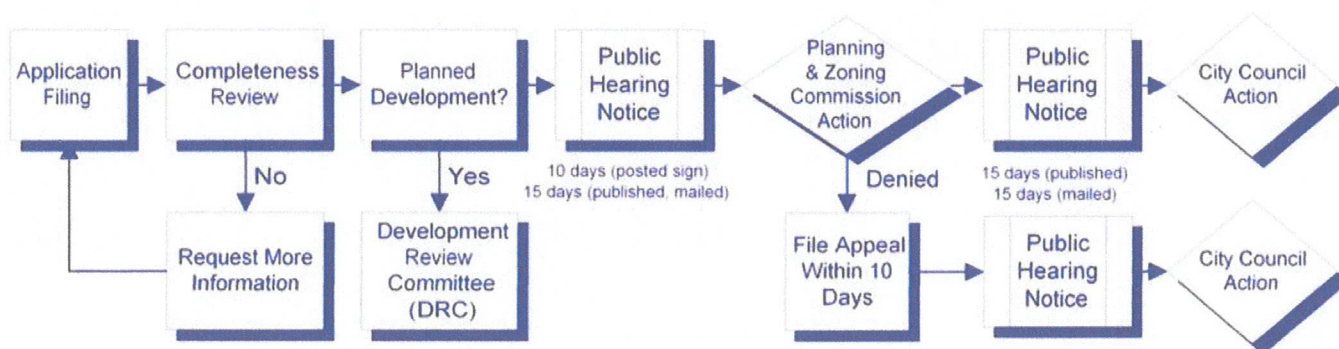 Application
Filing
Completeness
Review
Planned
Development?
Public
Hearing
Notice
Planning
& Zoning
Commission
Action
Public
Hearing
Notice
City Council
Action
No
Yes
10 days (posted sign)
15 days (published, mailed)
Denied
15 days (published)
15 days (mailed)
Request More
Information
Development
Review
Committee
(DRC)
File Appeal
Within 10
Days
Public
Hearing
Notice
City Council
Action